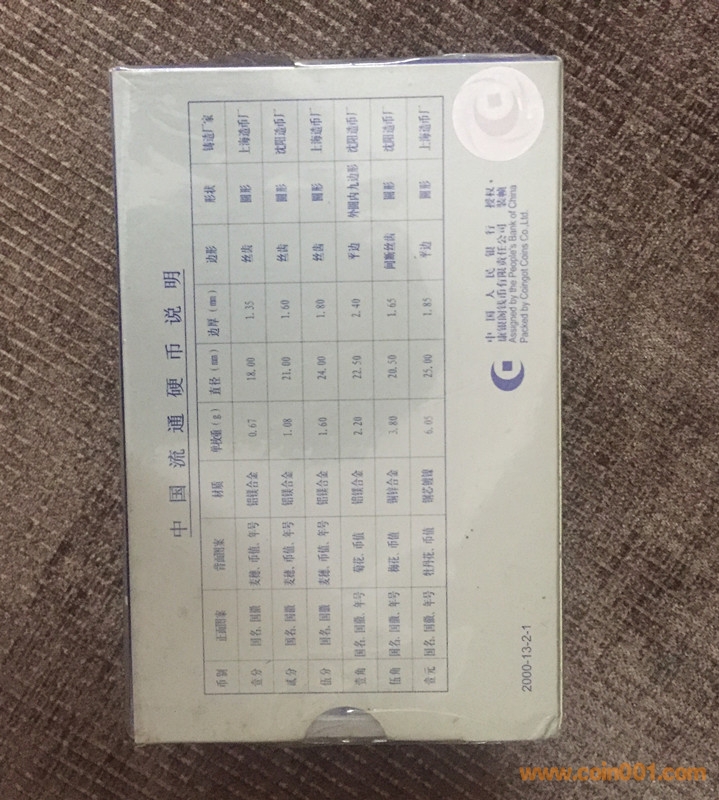 中国流通硬币说明
币别 正面图案 背面图案 材质 单枚重(g) 直径(mm) 边厚(mm) 边形 形状 铸造厂家
壹分 国名、国徽 麦穗、币值、年号 铝镁合金 0.67 18.00 1.35 丝齿 圆形 上海造币厂
贰分 国名、国徽 麦穗、币值、年号 铝镁合金 1.08 21.00 1.60 丝齿 圆形 沈阳造币厂
伍分 国名、国徽 麦穗、币值、年号 铝镁合金 1.60 24.00 1.80 丝齿 圆形 上海造币厂
壹角 国名、国徽、年号 菊花、币值 铝镁合金 2.20 22.50 2.40 平边 外圆内九边形 沈阳造币厂
伍角 国名、国徽、年号 梅花、币值 铜锌合金 3.80 20.50 1.65 间断丝齿 圆形 沈阳造币厂
壹元 国名、国徽、年号 牡丹花、币值 钢芯镀镍 6.05 25.00 1.85 平边 圆形 上海造币厂
中国人民银行 授权
康银阁钱币有限责任公司 装帧
Assigned by the People's Bank of China
Packed by Coingot Coins Co.,Ltd.
2000-13-2-1
www.coin001.com